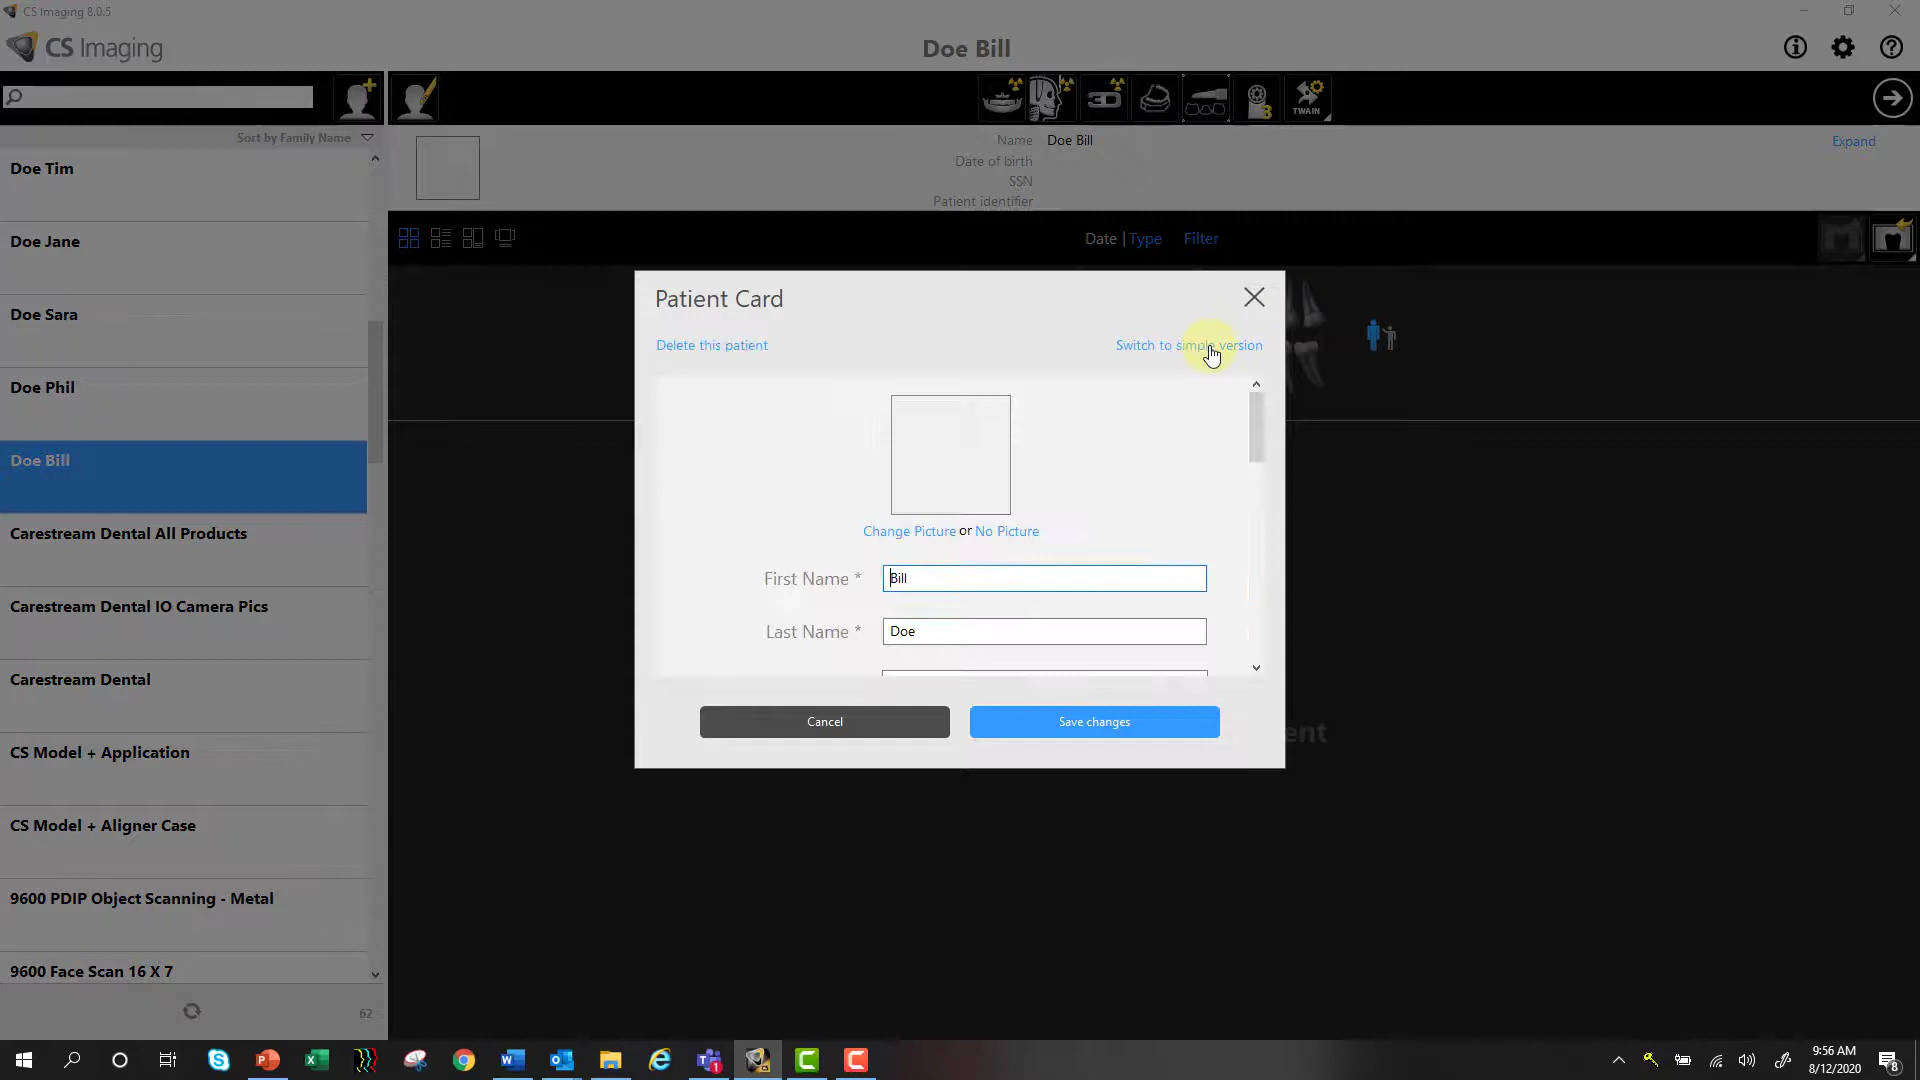 CS Imaging 8.0.5
CS Imaging
Doe Bill
TWAIN
Sort by Family Name
Name Doe Bill
Date of birth
SSN
Patient identifier
Expand
Date | Type Filter
Doe Tim
Doe Jane
Doe Sara
Doe Phil
Doe Bill
Carestream Dental All Products
Carestream Dental IO Camera Pics
Carestream Dental
CS Model + Application
CS Model + Aligner Case
9600 PDIP Object Scanning - Metal
9600 Face Scan 16 X 7
62
Patient Card
Delete this patient
Switch to simple version
Change Picture or No Picture
First Name * Bill
Last Name * Doe
Cancel
Save changes
ent
9:56 AM
8/12/2020
8